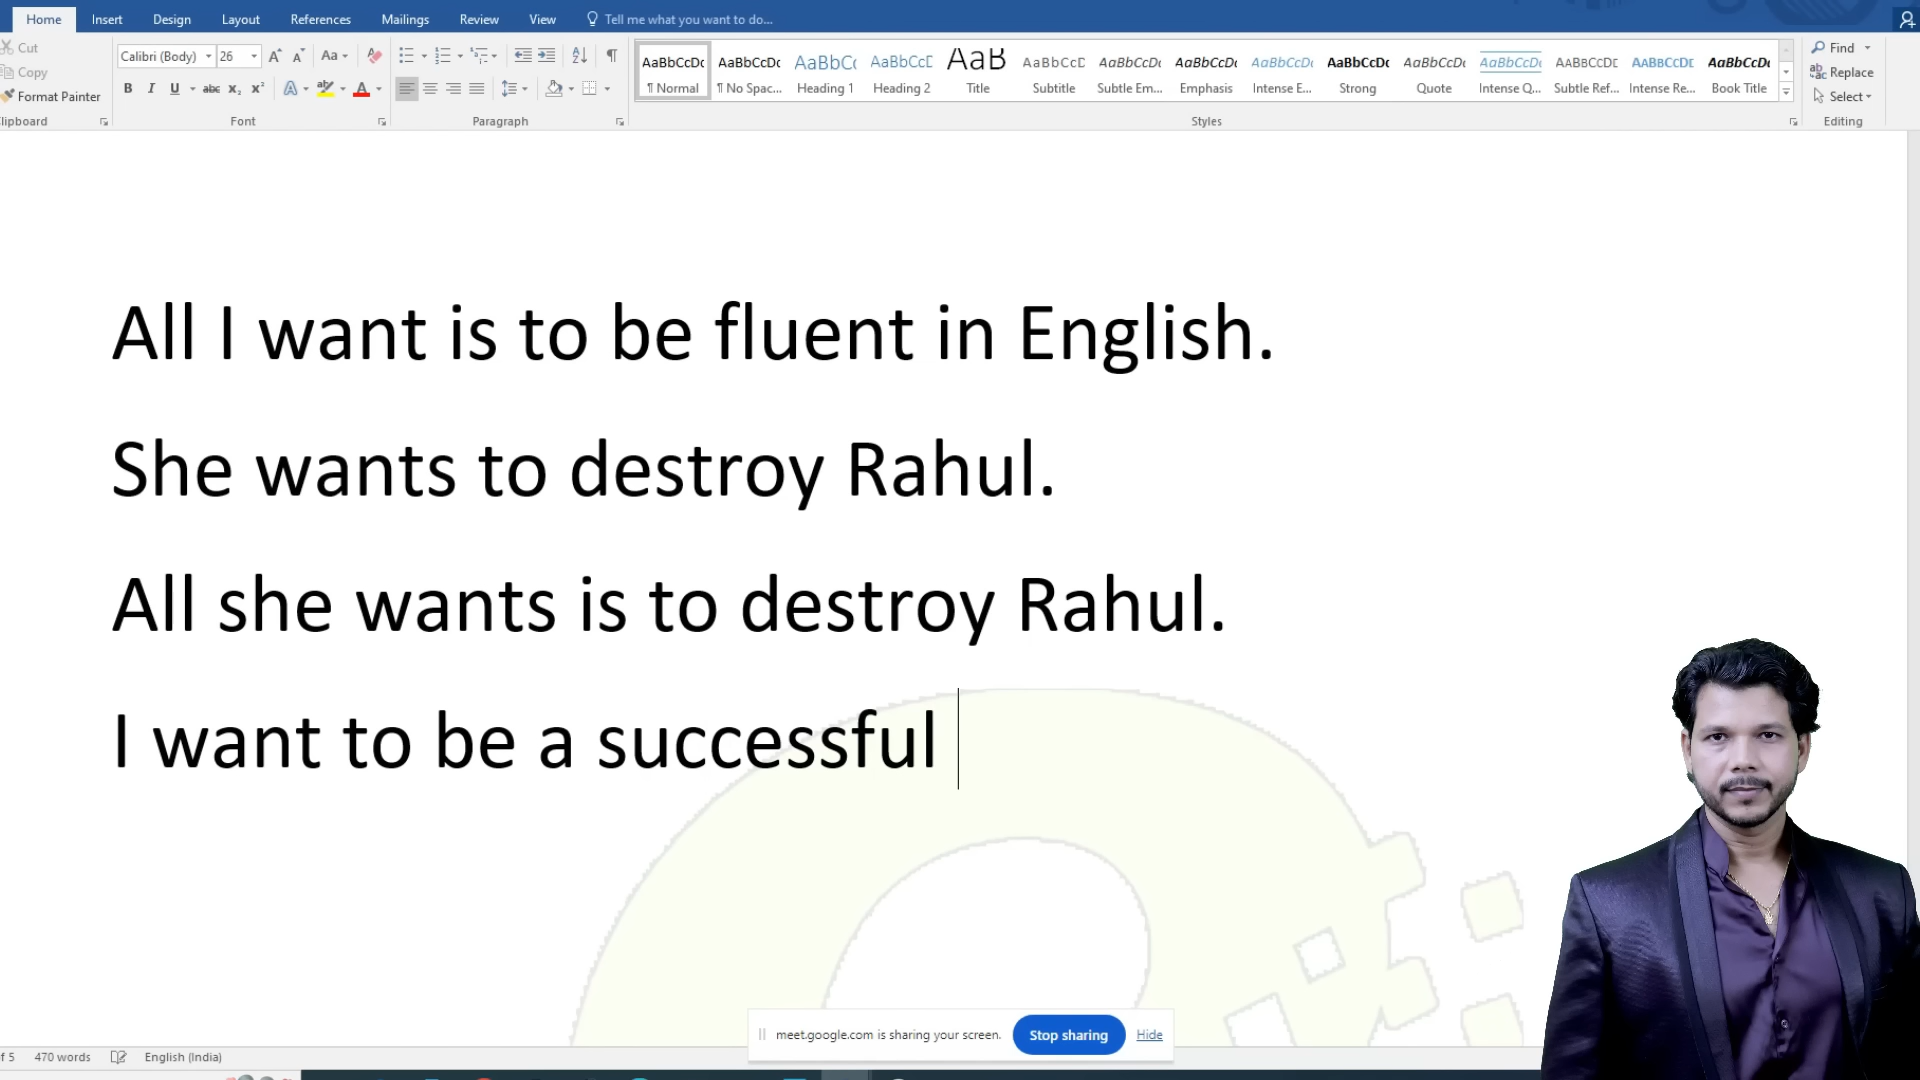 Home Insert Design Layout References Mailings Review View Tell me what you want to do...
Cut
Copy
Format Painter
lipboard
Calibri (Body) 26
Font
Paragraph
AaBbCcDc AaBbCcDc AaBbC( AaBbCcE AaB AaBbCcE AaBbCcDc AaBbCcDc AaBbCcDc AaBbCcDc AaBbCcDc AaBbCcDc AABBCCDE AABBCCDE AaBbCcDc
¶ Normal ¶ No Spac... Heading 1 Heading 2 Title Subtitle Subtle Em... Emphasis Intense E... Strong Quote Intense Q... Subtle Ref... Intense Re... Book Title
Styles
Find
Replace
Select
Editing
All I want is to be fluent in English.
She wants to destroy Rahul.
All she wants is to destroy Rahul.
I want to be a successful
meet.google.com is sharing your screen. Stop sharing Hide
f 5 470 words English (India)